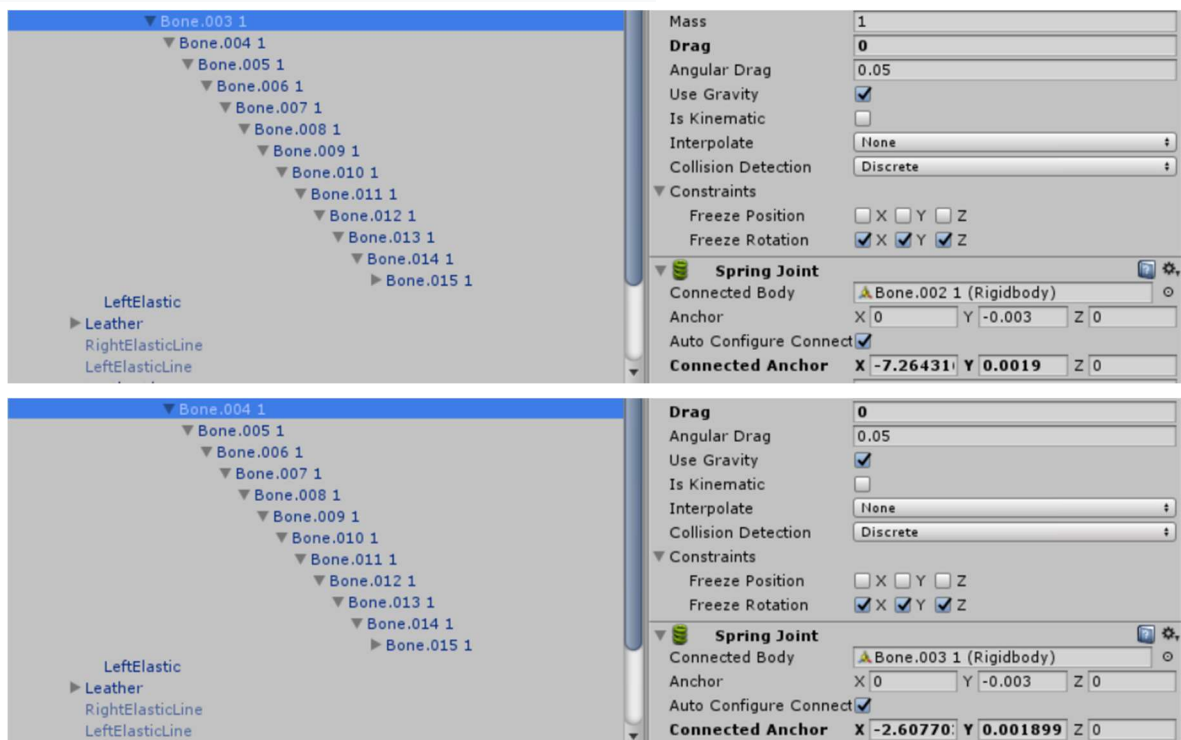 Bone.003 1
Bone.004 1
Bone.005 1
Bone.006 1
Bone.007 1
Bone.008 1
Bone.009 1
Bone.010 1
Bone.011 1
Bone.012 1
Bone.013 1
Bone.014 1
Bone.015 1
LeftElastic
Leather
RightElasticLine
LeftElasticLine
Mass 1
Drag 0
Angular Drag 0.05
Use Gravity
Is Kinematic
Interpolate None
Collision Detection Discrete
Constraints
Freeze Position X Y Z
Freeze Rotation X Y Z
Spring Joint
Connected Body Bone.002 1 (Rigidbody)
Anchor X 0 Y -0.003 Z 0
Auto Configure Connect
Connected Anchor X -7.26431 Y 0.0019 Z 0
Bone.004 1
Bone.005 1
Bone.006 1
Bone.007 1
Bone.008 1
Bone.009 1
Bone.010 1
Bone.011 1
Bone.012 1
Bone.013 1
Bone.014 1
Bone.015 1
LeftElastic
Leather
RightElasticLine
LeftElasticLine
Drag 0
Angular Drag 0.05
Use Gravity
Is Kinematic
Interpolate None
Collision Detection Discrete
Constraints
Freeze Position X Y Z
Freeze Rotation X Y Z
Spring Joint
Connected Body Bone.003 1 (Rigidbody)
Anchor X 0 Y -0.003 Z 0
Auto Configure Connect
Connected Anchor X -2.60770 Y 0.001899 Z 0